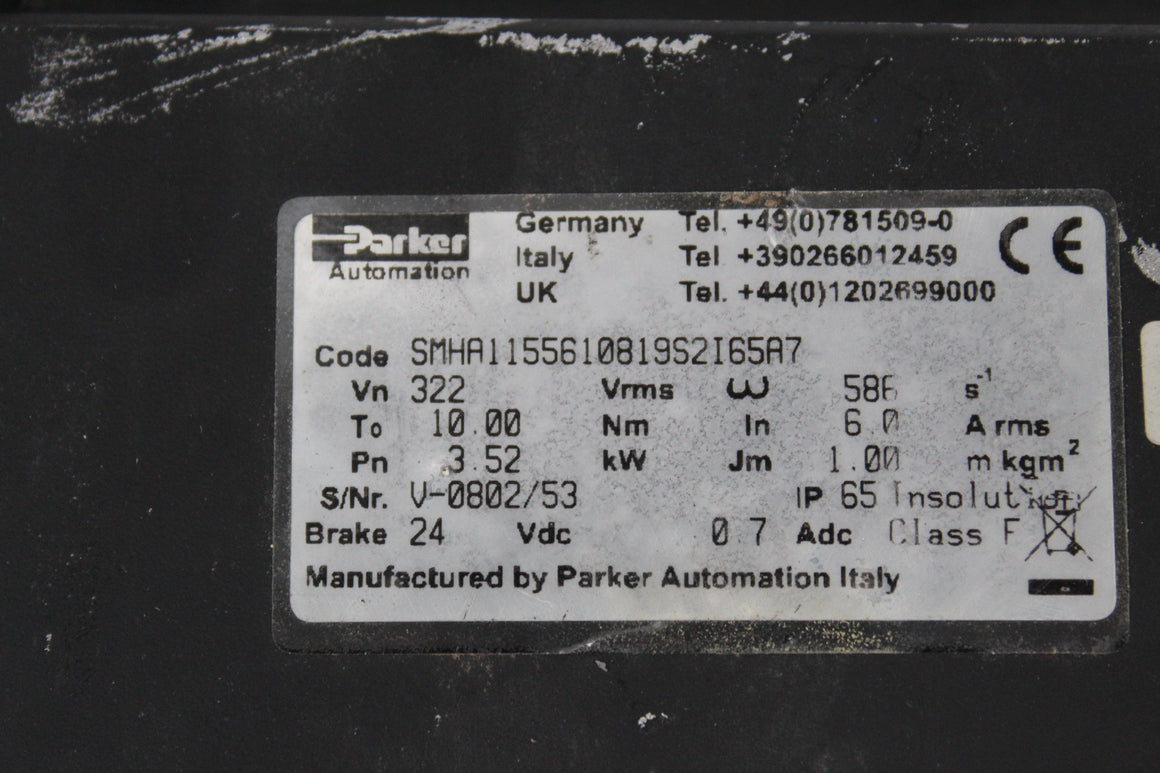 Parker
Automation
Germany Tel. +49(0)781509-0
Italy Tel +390266012459
UK Tel. +44(0)1202699000
CE
Code SMHA1155610819S2I65A7
Vn 322 Vrms ω s⁻¹
To 10.00 Nm In 6.0 A rms
Pn 3.52 kW Jm 1.00 m kgm²
S/Nr. V-0802/53 IP 65 Insolution
Brake 24 Vdc 0.7 Adc Class F
Manufactured by Parker Automation Italy